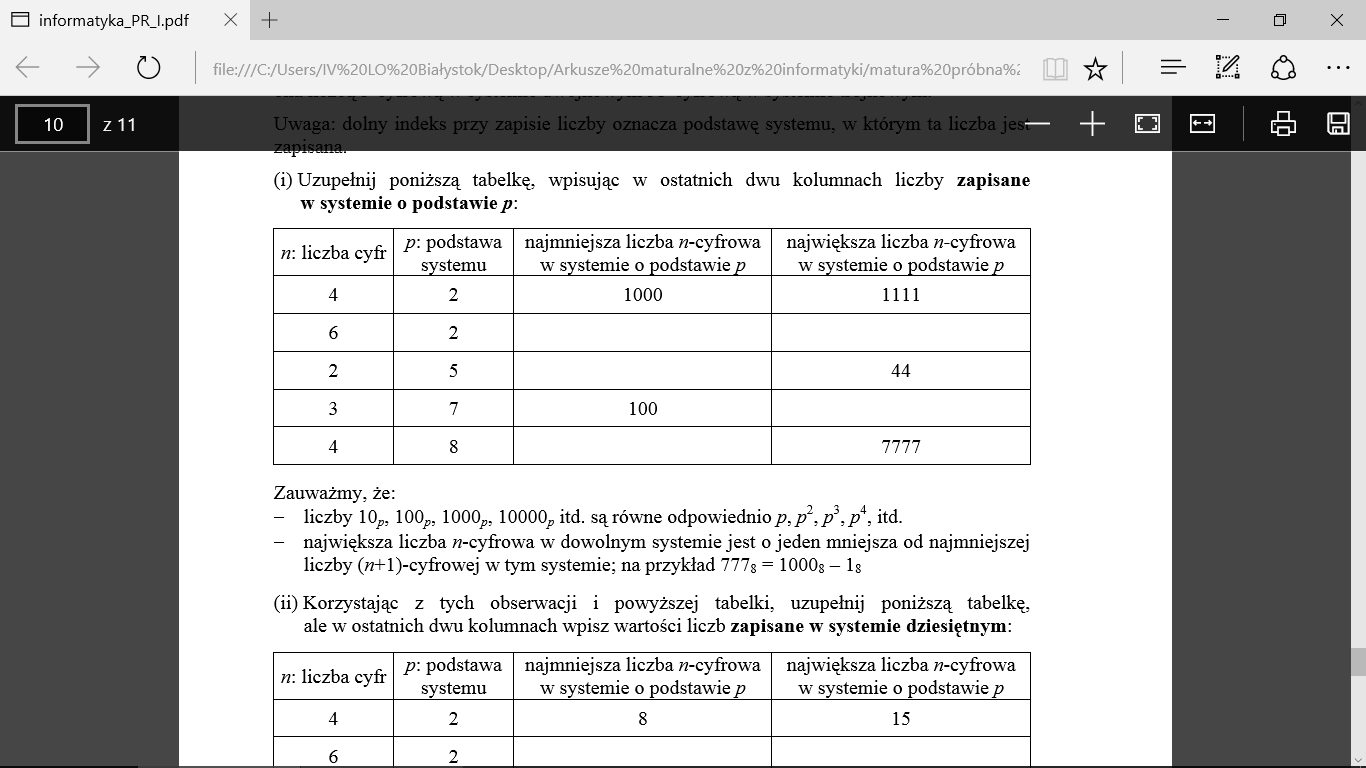 informatyka_PR_I.pdf
file:///C:/Users/IV%20LO%20Białystok/Desktop/Arkusze%20maturalne%20z%20informatyki/matura%20próbna%
10 z 11
Uwaga: dolny indeks przy zapisie liczby oznacza podstawę systemu, w którym ta liczba jest
zapisana.
(i) Uzupełnij poniższą tabelkę, wpisując w ostatnich dwu kolumnach liczby zapisane
w systemie o podstawie p:
n: liczba cyfr | p: podstawa systemu | najmniejsza liczba n-cyfrowa w systemie o podstawie p | największa liczba n-cyfrowa w systemie o podstawie p
4 | 2 | 1000 | 1111
6 | 2 | |
2 | 5 | | 44
3 | 7 | 100 |
4 | 8 | | 7777
Zauważmy, że:
– liczby 10ₚ, 100ₚ, 1000ₚ, 10000ₚ itd. są równe odpowiednio p, p², p³, p⁴, itd.
– największa liczba n-cyfrowa w dowolnym systemie jest o jeden mniejsza od najmniejszej
liczby (n+1)-cyfrowej w tym systemie; na przykład 777₈ = 1000₈ – 1₈
(ii) Korzystając z tych obserwacji i powyższej tabelki, uzupełnij poniższą tabelkę,
ale w ostatnich dwu kolumnach wpisz wartości liczb zapisane w systemie dziesiętnym:
n: liczba cyfr | p: podstawa systemu | najmniejsza liczba n-cyfrowa w systemie o podstawie p | największa liczba n-cyfrowa w systemie o podstawie p
4 | 2 | 8 | 15
6 | 2 | |